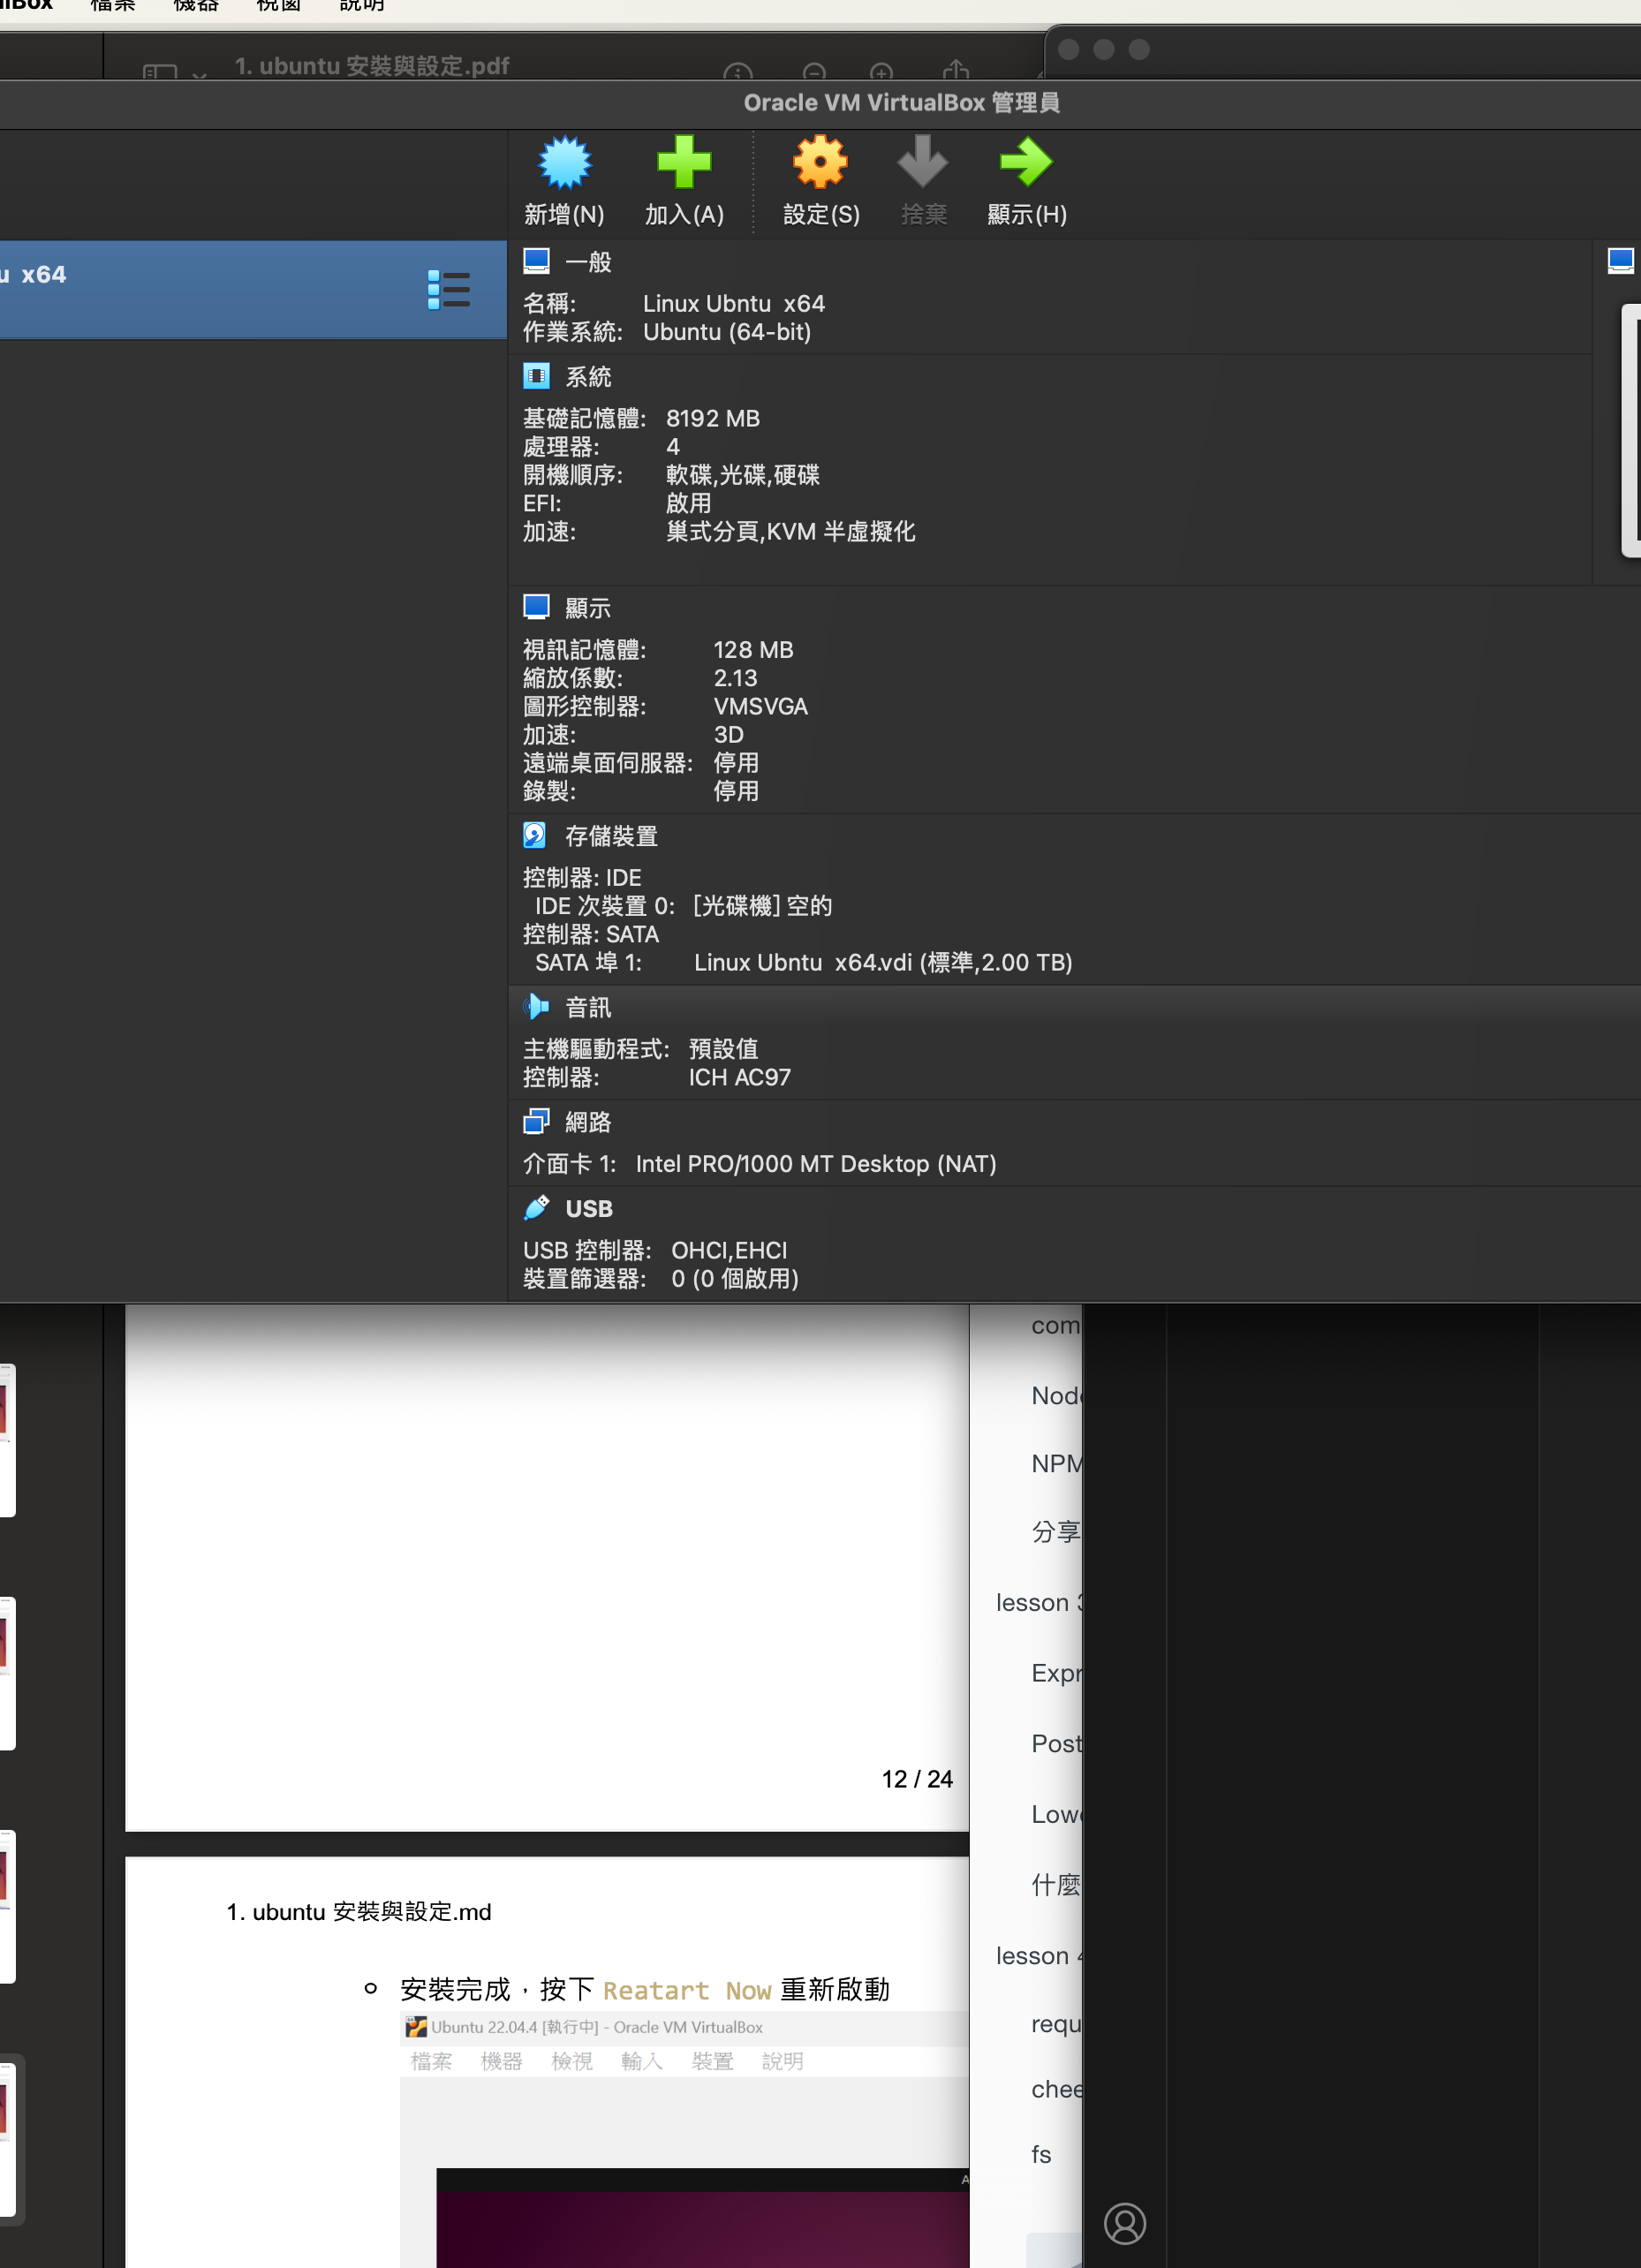 檔案 機器 視窗 說明
1. ubuntu 安裝與設定.pdf
Oracle VM VirtualBox 管理員
新增(N) 加入(A) 設定(S) 捨棄 顯示(H)
x64
一般
名稱: Linux Ubntu x64
作業系統: Ubuntu (64-bit)
系統
基礎記憶體: 8192 MB
處理器: 4
開機順序: 軟碟,光碟,硬碟
EFI: 啟用
加速: 巢式分頁,KVM 半虛擬化
顯示
視訊記憶體: 128 MB
縮放係數: 2.13
圖形控制器: VMSVGA
加速: 3D
遠端桌面伺服器: 停用
錄製: 停用
存儲裝置
控制器: IDE
IDE 次裝置 0: [光碟機] 空的
控制器: SATA
SATA 埠 1: Linux Ubntu x64.vdi (標準,2.00 TB)
音訊
主機驅動程式: 預設值
控制器: ICH AC97
網路
介面卡 1: Intel PRO/1000 MT Desktop (NAT)
USB
USB 控制器: OHCI,EHCI
裝置篩選器: 0 (0 個啟用)
12 / 24
1. ubuntu 安裝與設定.md
安裝完成，按下 Reatart Now 重新啟動
Ubuntu 22.04.4 [執行中] - Oracle VM VirtualBox
檔案 機器 檢視 輸入 裝置 說明
com
Node
NPM
分享
lesson 3
Expr
Post
Lowe
什麼
lesson 4
requ
chee
fs